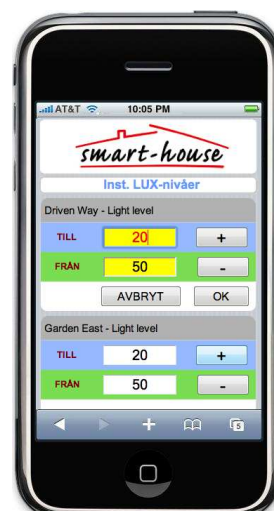 AT&T 10:05 PM
smart-house
Inst. LUX-nivåer
Driven Way - Light level
TILL 20 +
FRÅN 50 -
AVBRYT OK
Garden East - Light level
TILL 20 +
FRÅN 50 -
+ 5